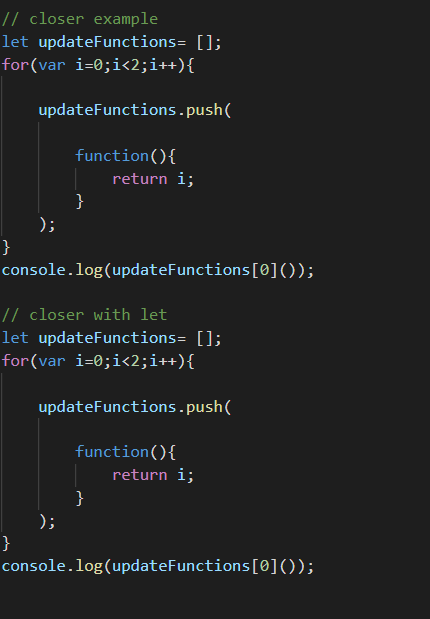 // closer example
let updateFunctions= [];
for(var i=0;i<2;i++){
updateFunctions.push(
function(){
return i;
}
);
}
console.log(updateFunctions[0]());
// closer with let
let updateFunctions= [];
for(var i=0;i<2;i++){
updateFunctions.push(
function(){
return i;
}
);
}
console.log(updateFunctions[0]());